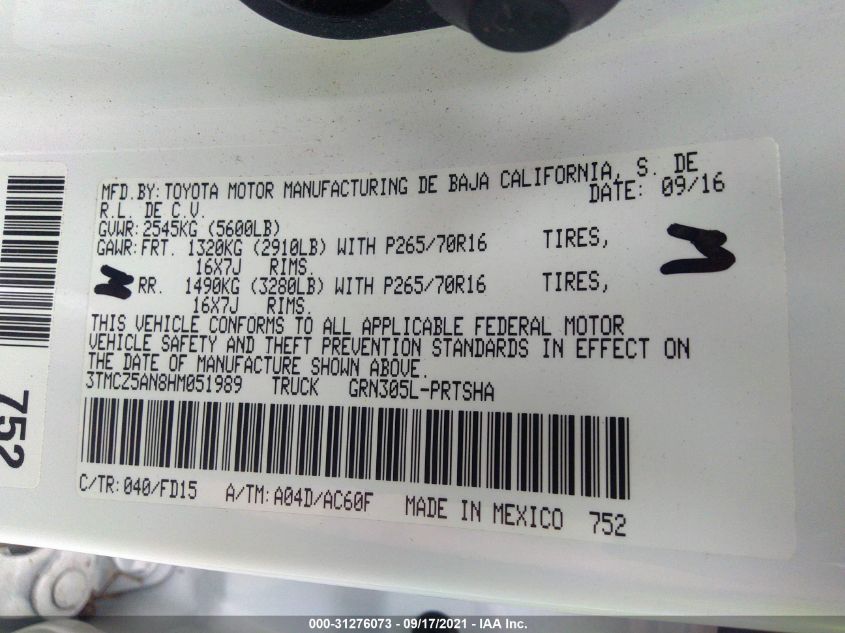 MFD.BY: TOYOTA MOTOR MANUFACTURING DE BAJA CALIFORNIA, S. DE
R.L. DE C.V. DATE: 09/16
GVWR: 2545KG (5600LB)
GAWR: FRT. 1320KG (2910LB) WITH P265/70R16 TIRES,
16X7J RIMS.
RR. 1490KG (3280LB) WITH P265/70R16 TIRES,
16X7J RIMS.
THIS VEHICLE CONFORMS TO ALL APPLICABLE FEDERAL MOTOR
VEHICLE SAFETY AND THEFT PREVENTION STANDARDS IN EFFECT ON
THE DATE OF MANUFACTURE SHOWN ABOVE.
3TMCZ5AN8HM051989 TRUCK GRN305L-PRTSHA
C/TR: 040/FD15 A/TM: A04D/AC60F MADE IN MEXICO 752
752
000-31276073 - 09/17/2021 - IAA Inc.